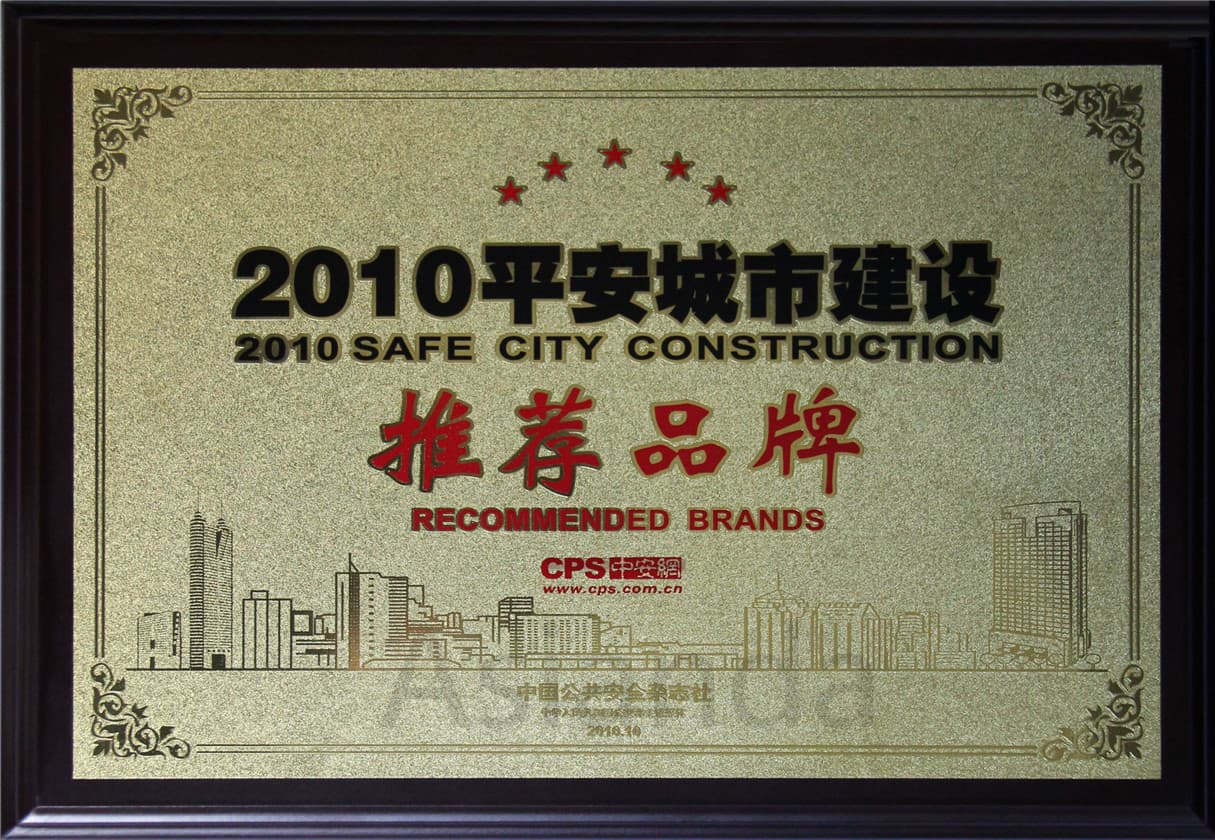 2010平安城市建设
2010 SAFE CITY CONSTRUCTION
推荐品牌
RECOMMENDED BRANDS
CPS中安網
www.cps.com.cn
中国公共安全杂志社
2010.10